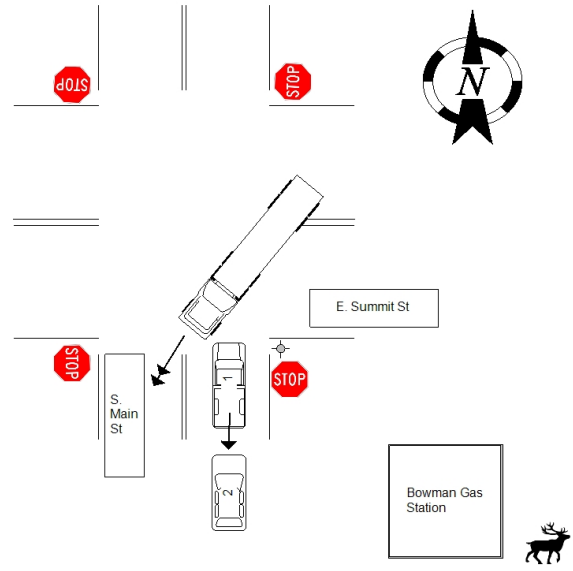 STOP
STOP
N
E. Summit St
STOP
1
STOP
S.
Main
St
2
Bowman Gas
Station